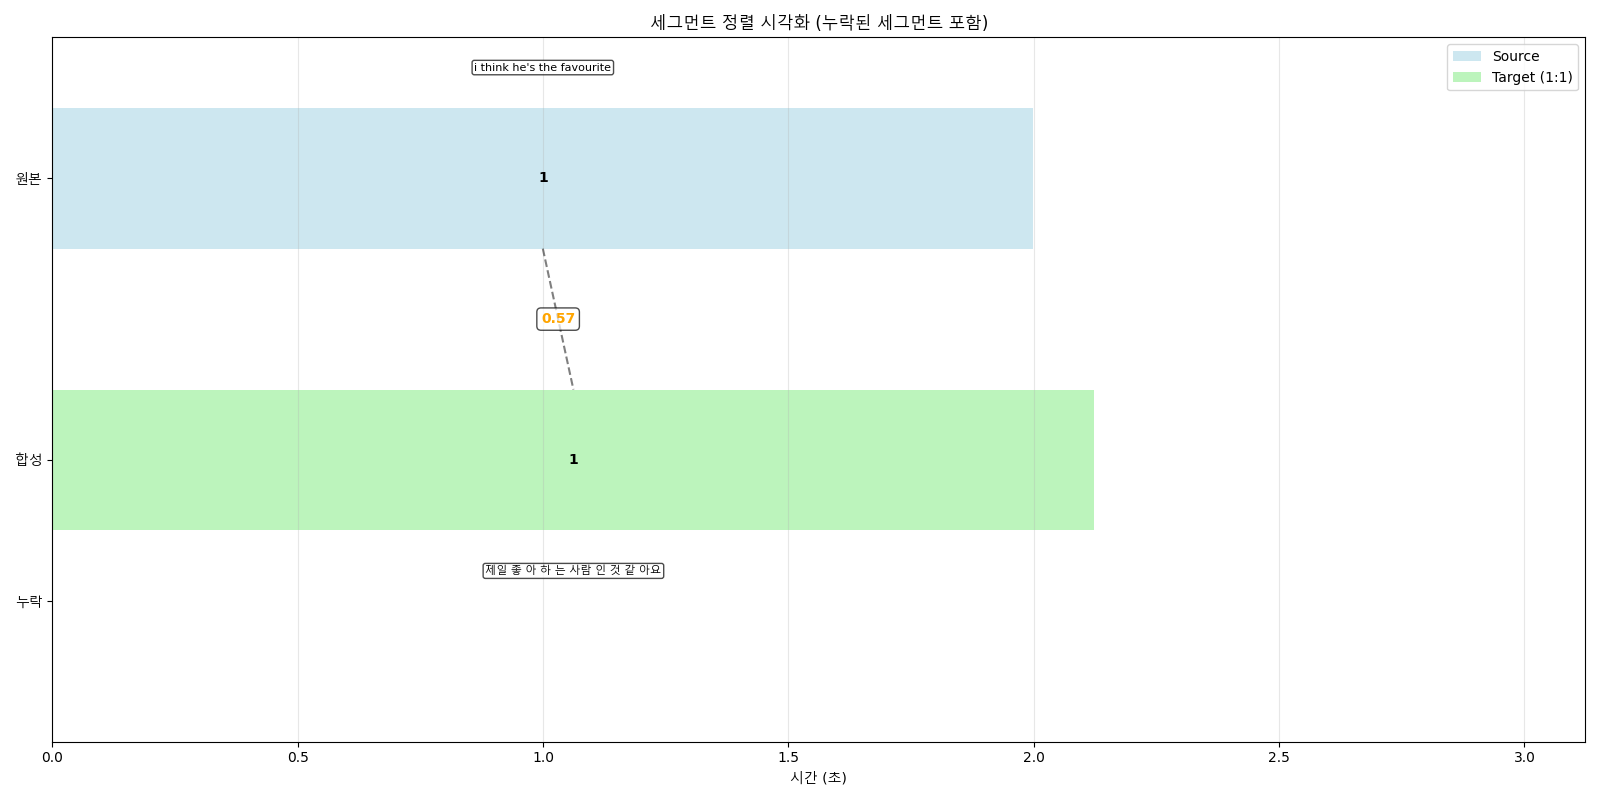 세그먼트 정렬 시각화 (누락된 세그먼트 포함)
Source
Target (1:1)
i think he's the favourite
원본
1
0.57
합성
1
제일 좋 아 하 는 사람 인 것 같 아요
누락
0.0 0.5 1.0 1.5 2.0 2.5 3.0
시간 (초)